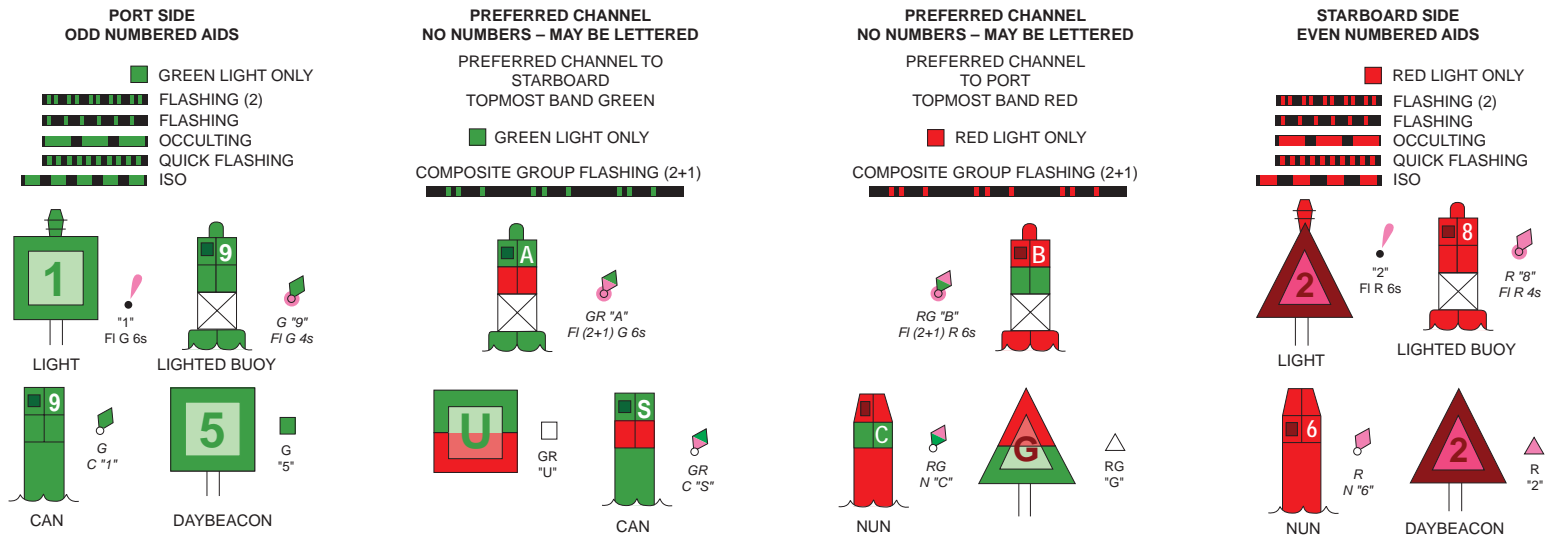 PORT SIDE
ODD NUMBERED AIDS
GREEN LIGHT ONLY
FLASHING (2)
FLASHING
OCCULTING
QUICK FLASHING
ISO
1
"1"
Fl G 6s
LIGHT
9
G "9"
Fl G 4s
LIGHTED BUOY
9
G
C "1"
CAN
5
G
"5"
DAYBEACON
PREFERRED CHANNEL
NO NUMBERS – MAY BE LETTERED
PREFERRED CHANNEL TO
STARBOARD
TOPMOST BAND GREEN
GREEN LIGHT ONLY
COMPOSITE GROUP FLASHING (2+1)
A
GR "A"
Fl (2+1) G 6s
U
GR
"U"
S
GR
C "S"
CAN
PREFERRED CHANNEL
NO NUMBERS – MAY BE LETTERED
PREFERRED CHANNEL
TO PORT
TOPMOST BAND RED
RED LIGHT ONLY
COMPOSITE GROUP FLASHING (2+1)
RG "B"
Fl (2+1) R 6s
B
C
RG
N "C"
NUN
G
RG
"G"
STARBOARD SIDE
EVEN NUMBERED AIDS
RED LIGHT ONLY
FLASHING (2)
FLASHING
OCCULTING
QUICK FLASHING
ISO
2
"2"
Fl R 6s
LIGHT
8
R "8"
Fl R 4s
LIGHTED BUOY
6
R
N "6"
NUN
2
R
"2"
DAYBEACON